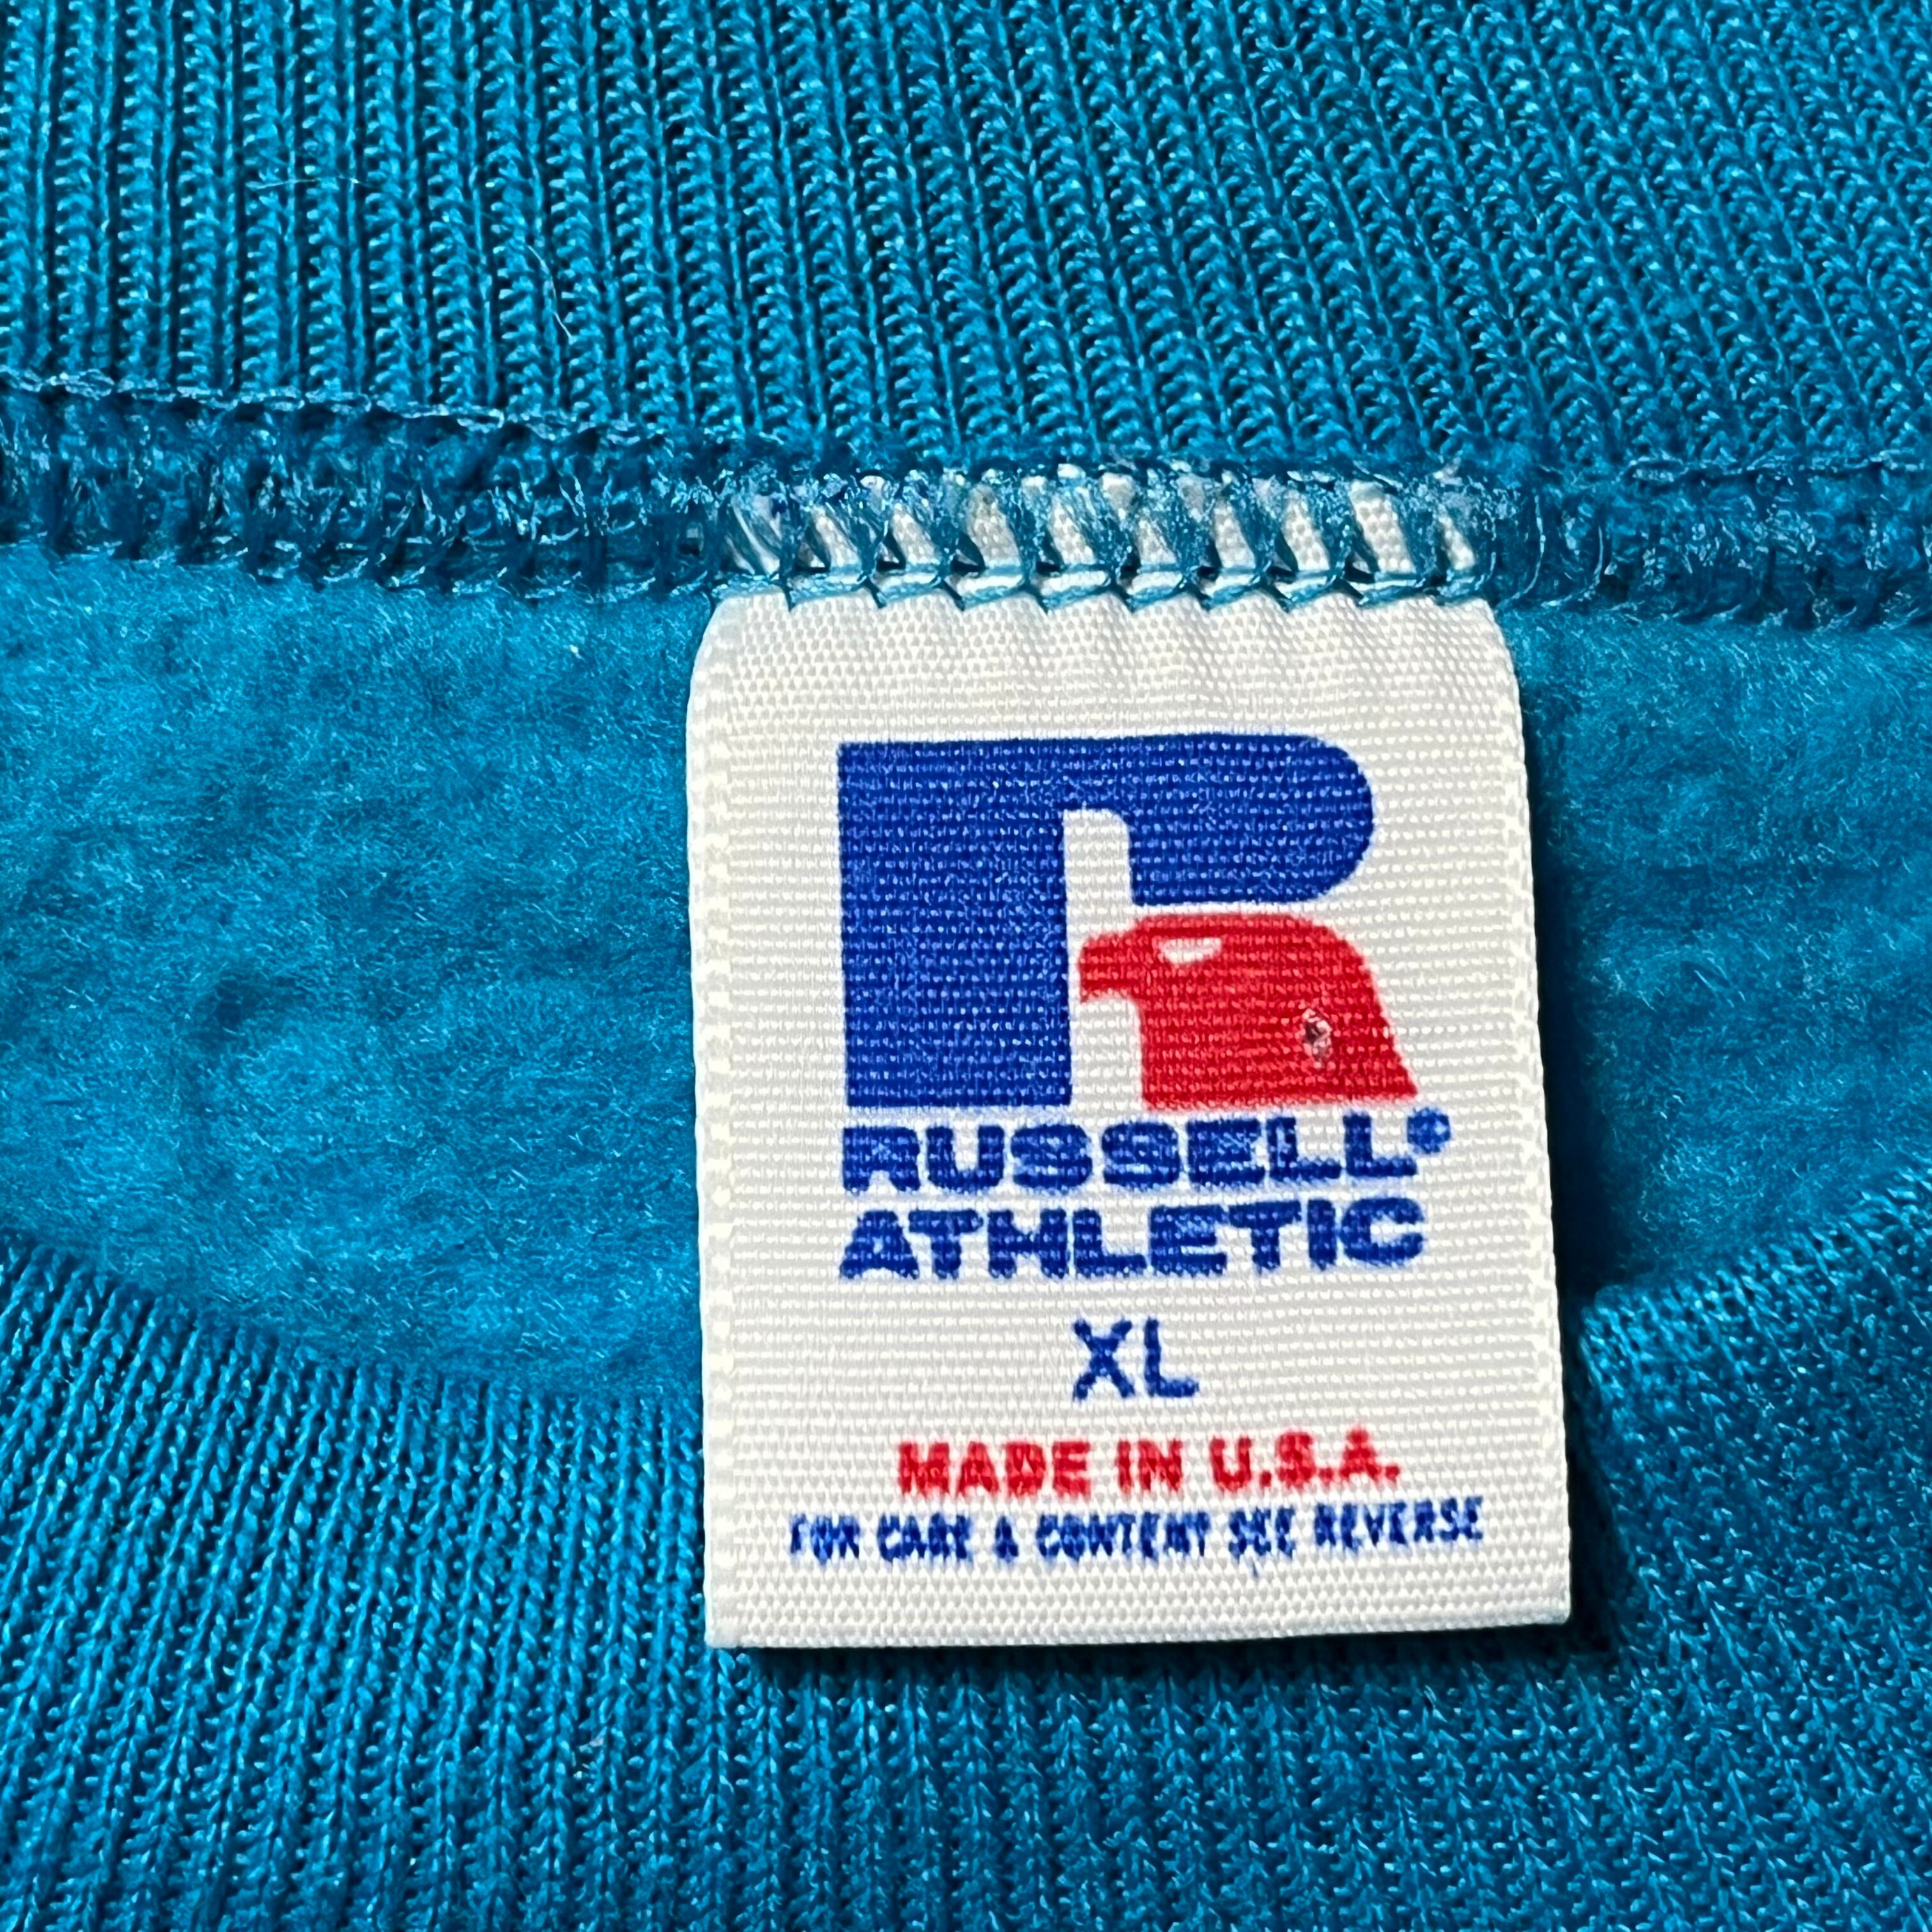 R
RUSSELL®
ATHLETIC
XL
MADE IN U.S.A.
FOR CARE & CONTENT SEE REVERSE